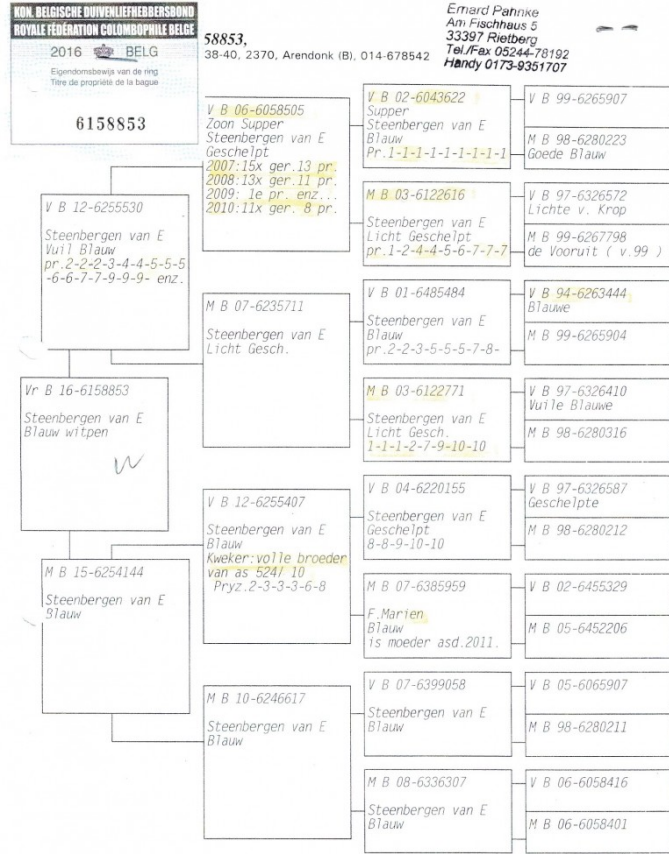 KON. BELGISCHE DUIVENLIEFHEBBERSBOND
ROYALE FÉDÉRATION COLOMBOPHILE BELGE
2016 BELG
Eigendomsbewijs van de ring
Titre de propriété de la bague
6158853
58853,
38-40, 2370, Arendonk (B), 014-678542
Emard Pahnke
Am Fischhaus 5
33397 Rietberg
Tel./Fax 05244-78192
Handy 0173-9351707
Vr B 16-6158853
Steenbergen van E
Blauw witpen
V B 12-6255530
Steenbergen van E
Vuil Blauw
pr.2-2-2-3-4-4-5-5-5
-6-6-7-7-9-9-9- enz.
M B 15-6254144
Steenbergen van E
Blauw
V B 06-6058505
Zoon Supper
Steenbergen van E
Geschelpt
2007:15x ger.13 pr.
2008:13x ger.11 pr.
2009: 1e pr. enz...
2010:11x ger. 8 pr.
M B 07-6235711
Steenbergen van E
Licht Gesch.
V B 12-6255407
Steenbergen van E
Blauw
Kweker:volle broeder
van as 524/ 10
Pryz.2-3-3-3-6-8
M B 10-6246617
Steenbergen van E
Blauw
V B 02-6043622
Supper
Steenbergen van E
Blauw
Pr.1-1-1-1-1-1-1-1-1
M B 03-6122616
Steenbergen van E
Licht Geschelpt
pr.1-2-4-4-5-6-7-7-7
V B 01-6485484
Steenbergen van E
Blauw
pr.2-2-3-5-5-5-7-8-
M B 03-6122771
Steenbergen van E
Licht Gesch.
1-1-1-2-7-9-10-10
V B 04-6220155
Steenbergen van E
Geschelpt
8-8-9-10-10
M B 07-6385959
F.Marien
Blauw
is moeder asd.2011.
V B 07-6399058
Steenbergen van E
Blauw
M B 08-6336307
Steenbergen van E
Blauw
V B 99-6265907
M B 98-6280223
Goede Blauw
V B 97-6326572
Lichte v. Krop
M B 99-6267798
de Vooruit ( v.99 )
V B 94-6263444
Blauwe
M B 99-6265904
V B 97-6326410
Vuile Blauwe
M B 98-6280316
V B 97-6326587
Geschelpte
M B 98-6280212
V B 02-6455329
M B 05-6452206
V B 05-6065907
M B 98-6280211
V B 06-6058416
M B 06-6058401